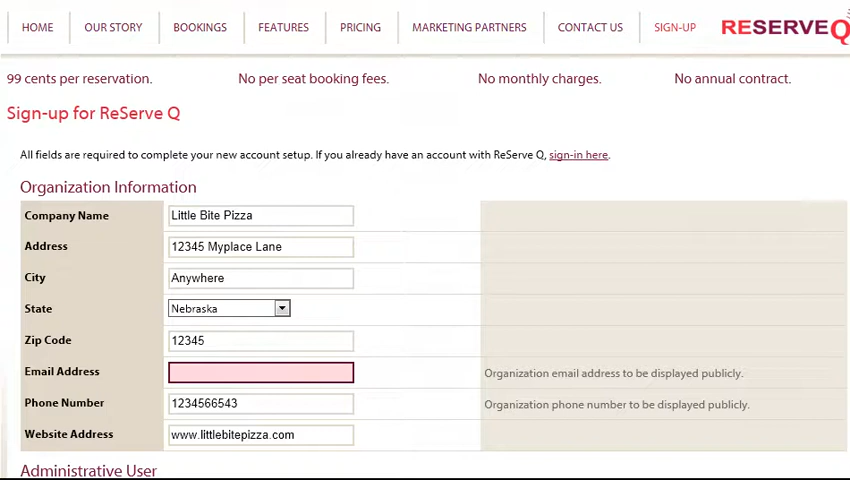 HOME OUR STORY BOOKINGS FEATURES PRICING MARKETING PARTNERS CONTACT US SIGN-UP RESERVEQ
99 cents per reservation. No per seat booking fees. No monthly charges. No annual contract.
Sign-up for ReServe Q
All fields are required to complete your new account setup. If you already have an account with ReServe Q, sign-in here.
Organization Information
Company Name Little Bite Pizza
Address 12345 Myplace Lane
City Anywhere
State Nebraska
Zip Code 12345
Email Address Organization email address to be displayed publicly.
Phone Number 1234566543 Organization phone number to be displayed publicly.
Website Address www.littlebitepizza.com
Administrative User